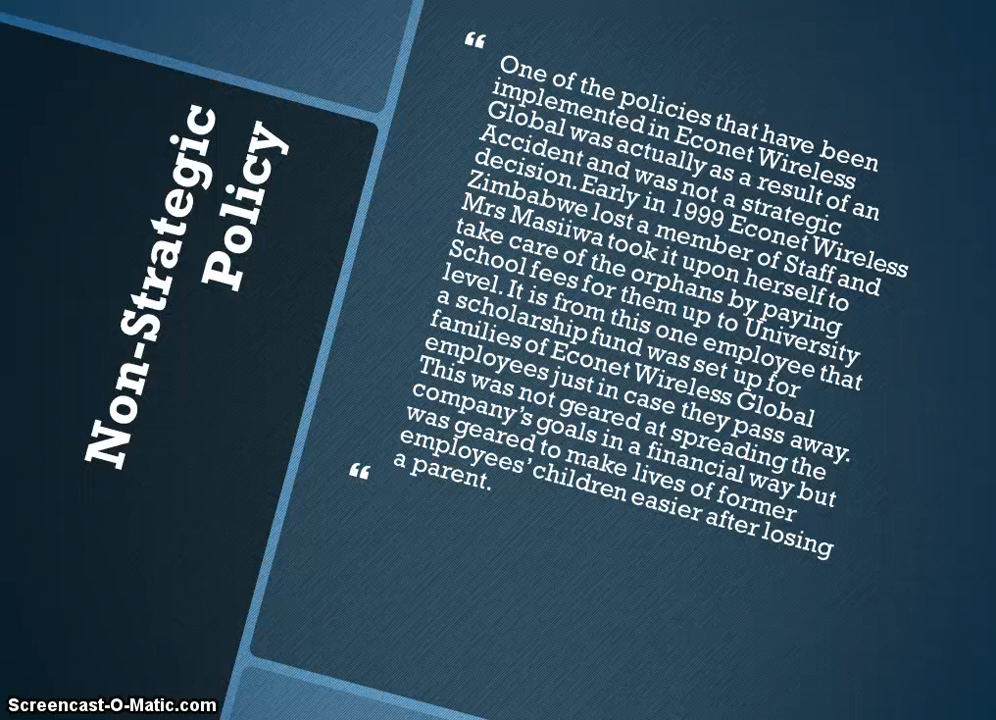 Non-Strategic
Policy
“
One of the policies that have been
implemented in Econet Wireless
Global was actually as a result of an
Accident and was not a strategic
decision. Early in 1999 Econet Wireless
Zimbabwe lost a member of Staff and
Mrs Masiiwa took it upon herself to
take care of the orphans by paying
School fees for them up to University
level. It is from this one employee that
a scholarship fund was set up for
families of Econet Wireless Global
employees just in case they pass away.
This was not geared at spreading the
company’s goals in a financial way but
was geared to make lives of former
employees’ children easier after losing
a parent.
“
Screencast-O-Matic.com